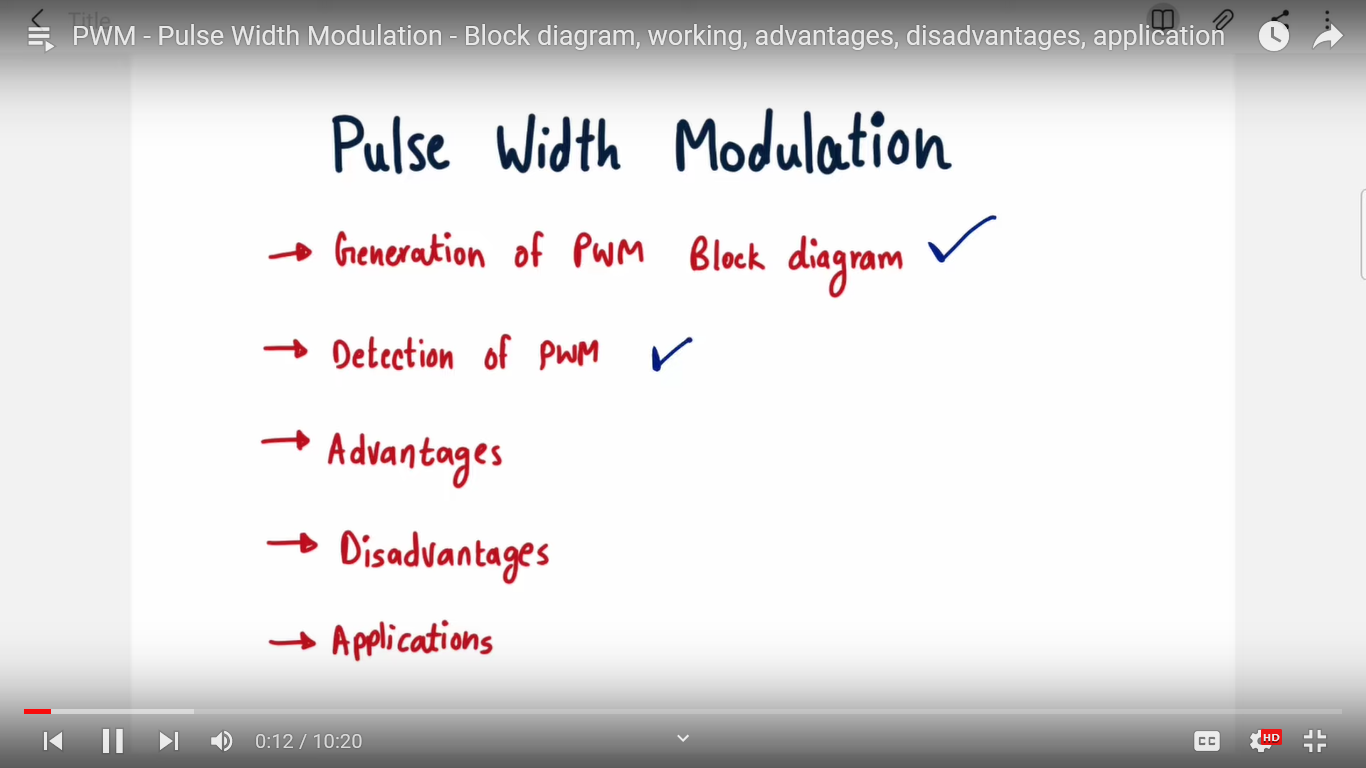 Title
PWM - Pulse Width Modulation - Block diagram, working, advantages, disadvantages, application
Pulse Width Modulation
→ Generation of PWM Block diagram ✓
→ Detection of PWM ✓
→ Advantages
→ Disadvantages
→ Applications
0:12 / 10:20
CC
HD